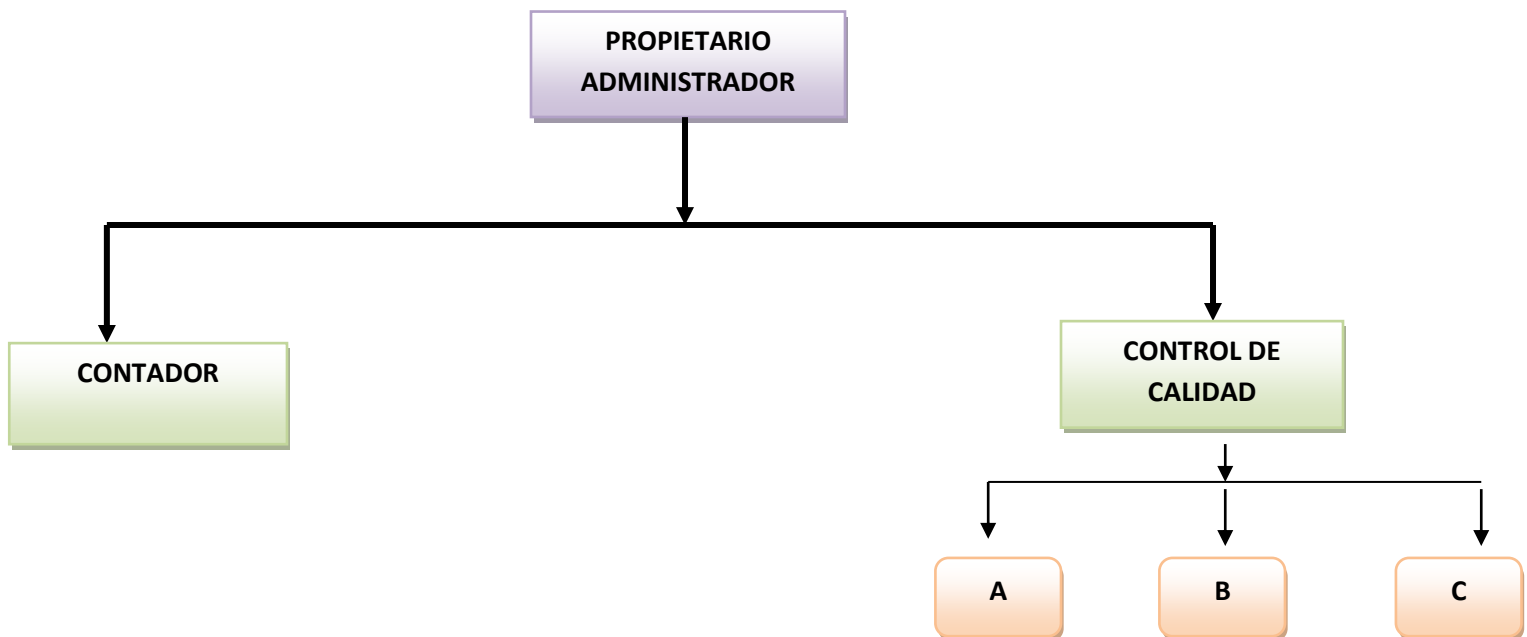 PROPIETARIO
ADMINISTRADOR
CONTADOR
CONTROL DE
CALIDAD
A
B
C